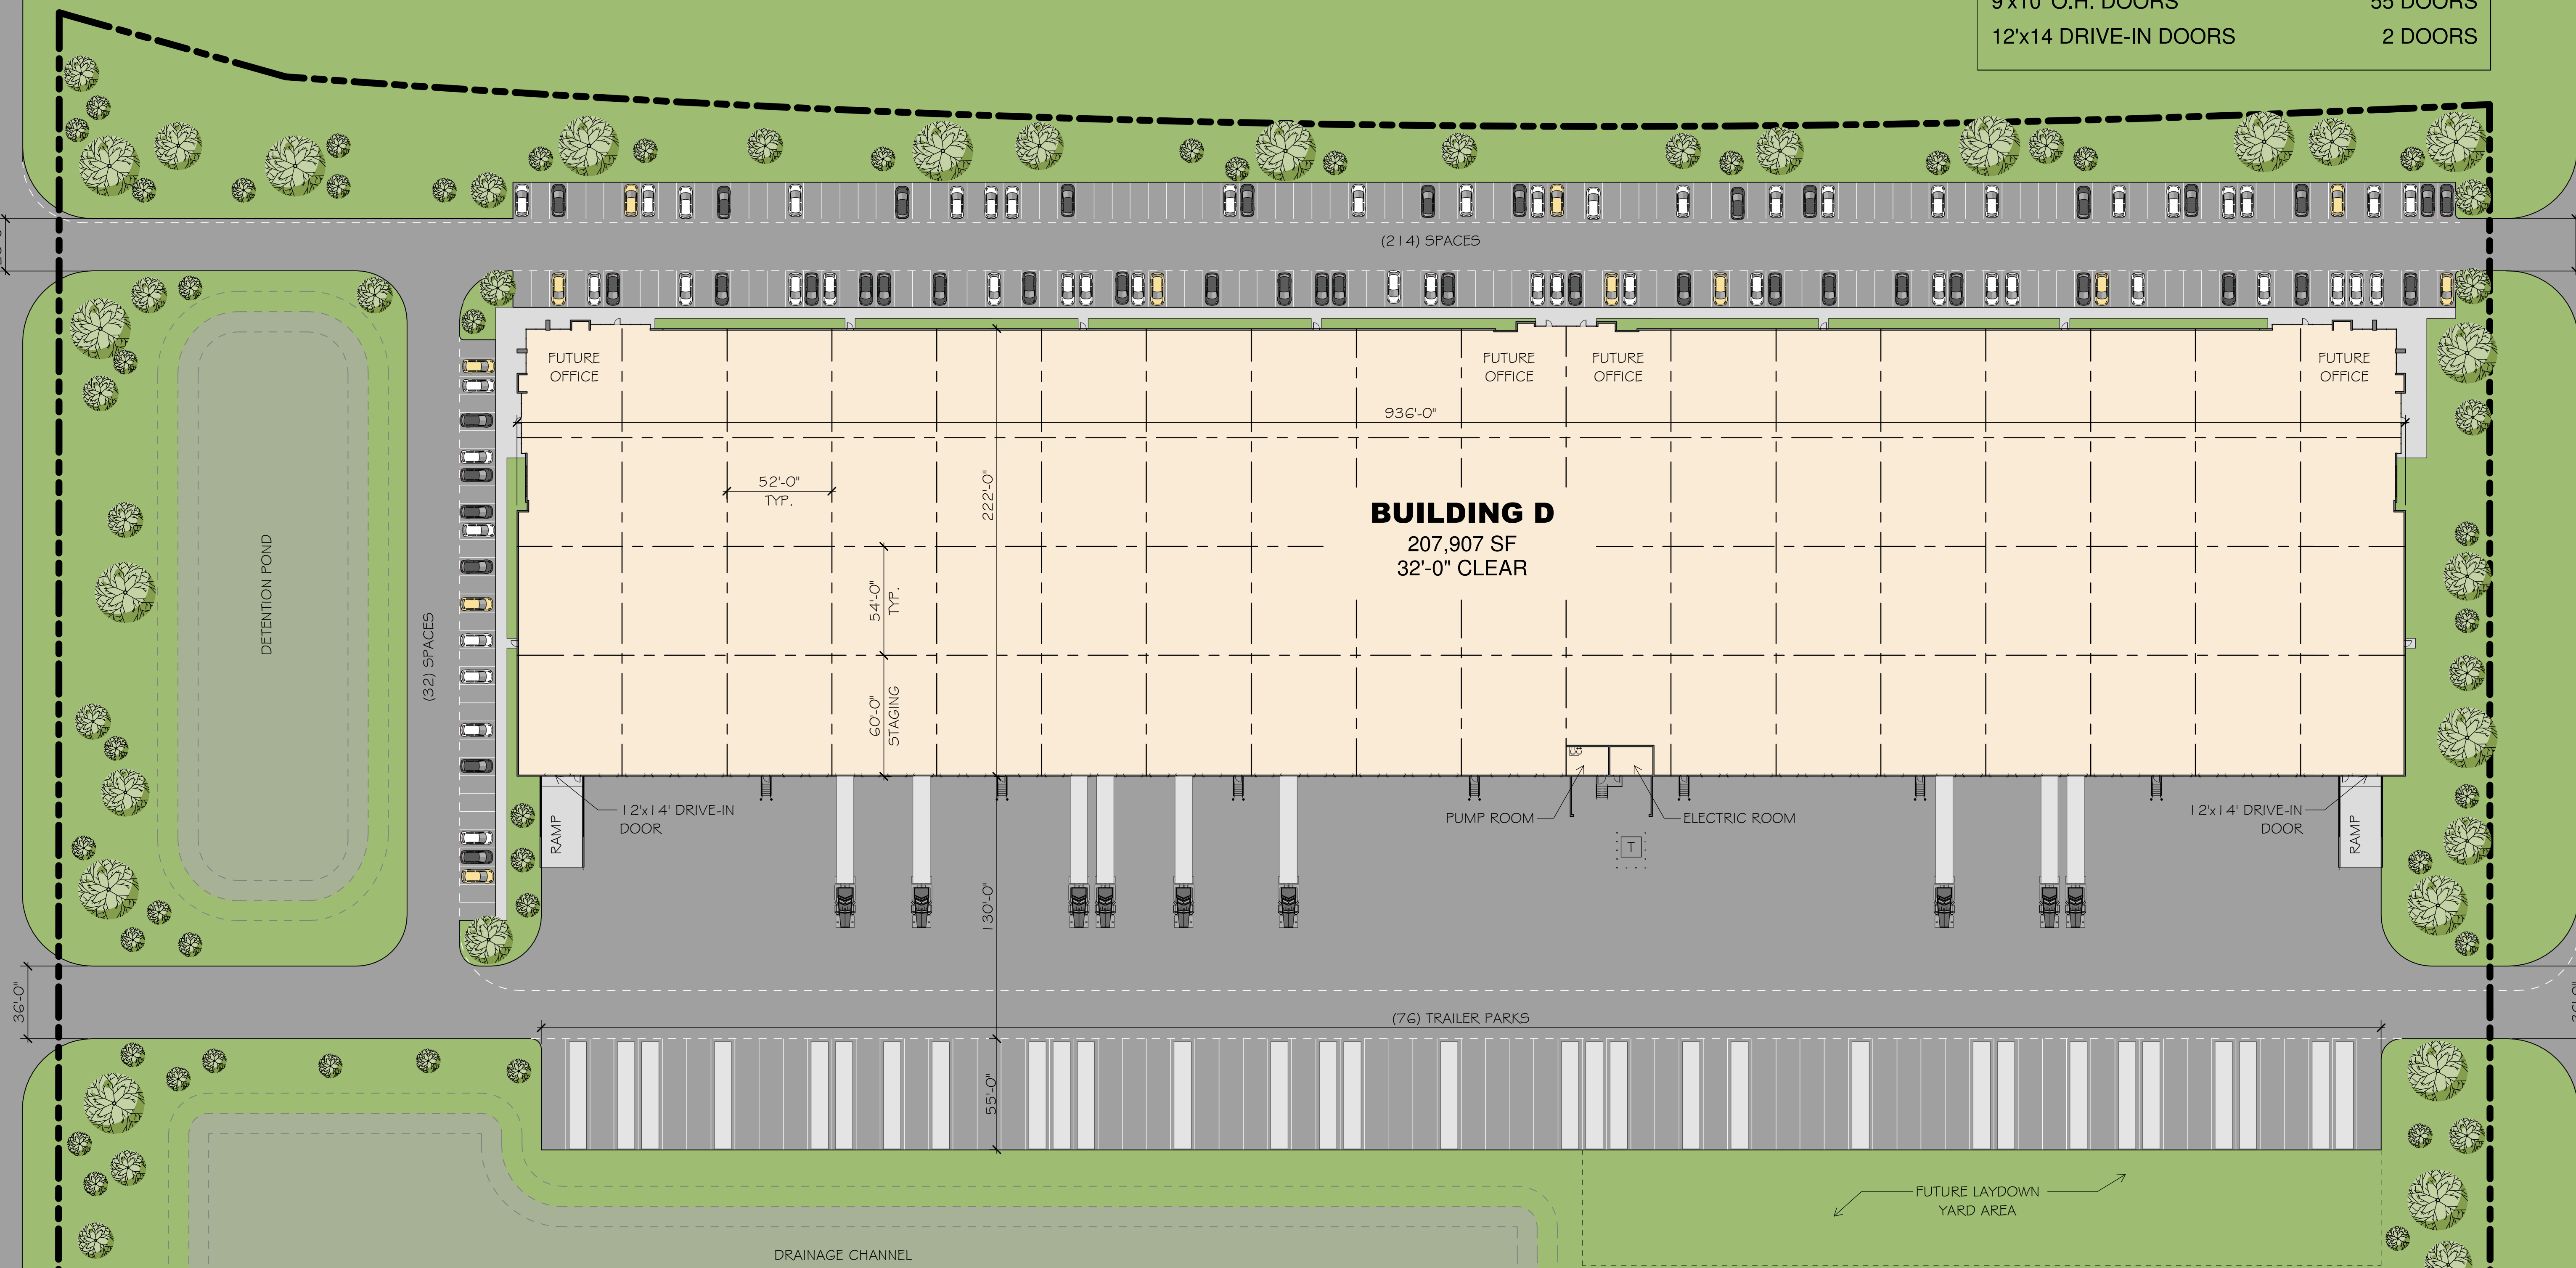 9'x10' O.H. DOORS 55 DOORS
12'x14 DRIVE-IN DOORS 2 DOORS
(214) SPACES
FUTURE
OFFICE
FUTURE
OFFICE
FUTURE
OFFICE
FUTURE
OFFICE
936'-0"
52'-0"
TYP.
222'-0"
BUILDING D
207,907 SF
32'-0" CLEAR
54'-0"
TYP.
60'-0"
STAGING
DETENTION POND
(32) SPACES
12'x14' DRIVE-IN
DOOR
RAMP
PUMP ROOM
ELECTRIC ROOM
T
12'x14' DRIVE-IN
DOOR
RAMP
130'-0"
36'-0"
(76) TRAILER PARKS
55'-0"
FUTURE LAYDOWN
YARD AREA
DRAINAGE CHANNEL